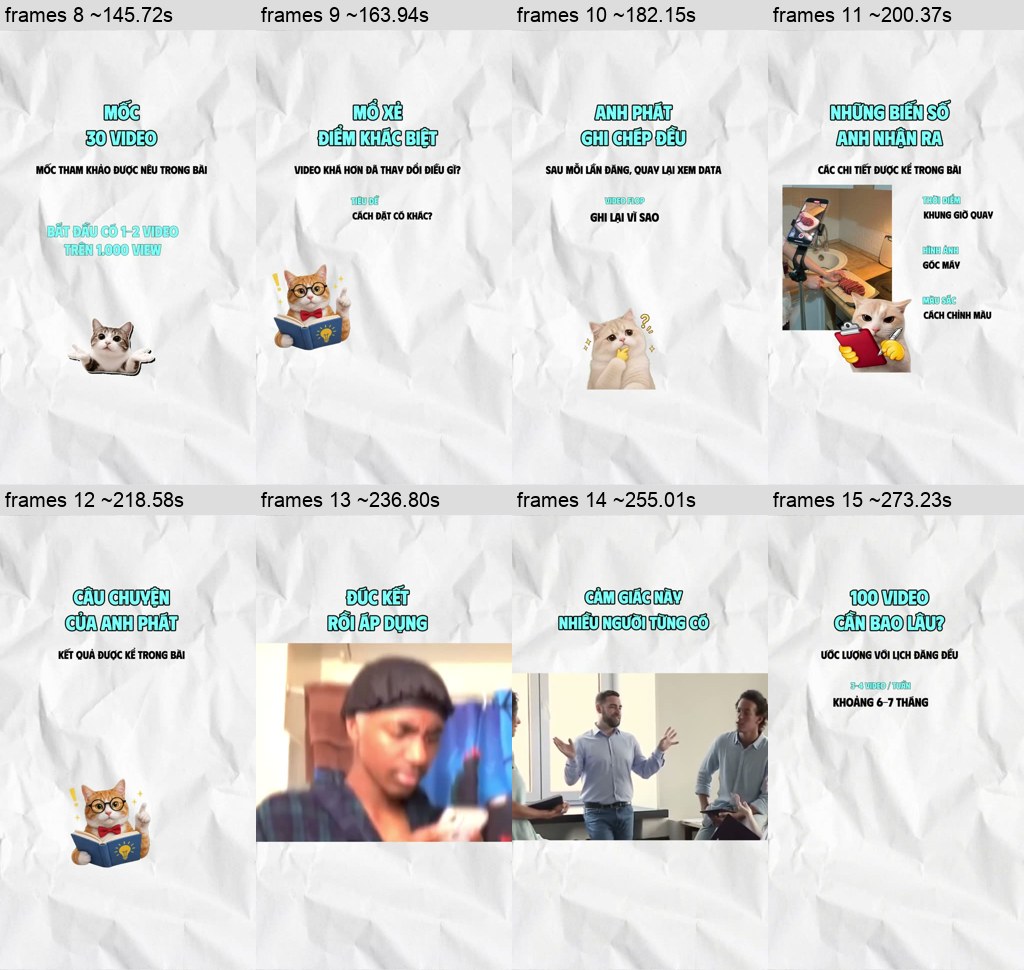 frames 8 ~145.72s
MỐC
30 VIDEO
MỐC THAM KHẢO ĐƯỢC NÊU TRONG BÀI
BẮT ĐẦU CÓ 1-2 VIDEO
TRÊN 1.000 VIEW
frames 9 ~163.94s
MỔ XẺ
ĐIỂM KHÁC BIỆT
VIDEO KHÁ HƠN ĐÃ THAY ĐỔI ĐIỀU GÌ?
TIÊU ĐỀ
CÁCH ĐẶT CÓ KHÁC?
frames 10 ~182.15s
ANH PHÁT
GHI CHÉP ĐỀU
SAU MỖI LẦN ĐĂNG, QUAY LẠI XEM DATA
VIDEO FLOP
GHI LẠI VÌ SAO
frames 11 ~200.37s
NHỮNG BIẾN SỐ
ANH NHẬN RA
CÁC CHI TIẾT ĐƯỢC KỂ TRONG BÀI
THỜI ĐIỂM
KHUNG GIỜ QUAY
HÌNH ẢNH
GÓC MÁY
MÀU SẮC
CÁCH CHỈNH MÀU
frames 12 ~218.58s
CÂU CHUYỆN
CỦA ANH PHÁT
KẾT QUẢ ĐƯỢC KỂ TRONG BÀI
frames 13 ~236.80s
ĐÚC KẾT
RỒI ÁP DỤNG
frames 14 ~255.01s
CẢM GIÁC NÀY
NHIỀU NGƯỜI TỪNG CÓ
frames 15 ~273.23s
100 VIDEO
CẦN BAO LÂU?
ƯỚC LƯỢNG VỚI LỊCH ĐĂNG ĐỀU
3-4 VIDEO / TUẦN
KHOẢNG 6-7 THÁNG